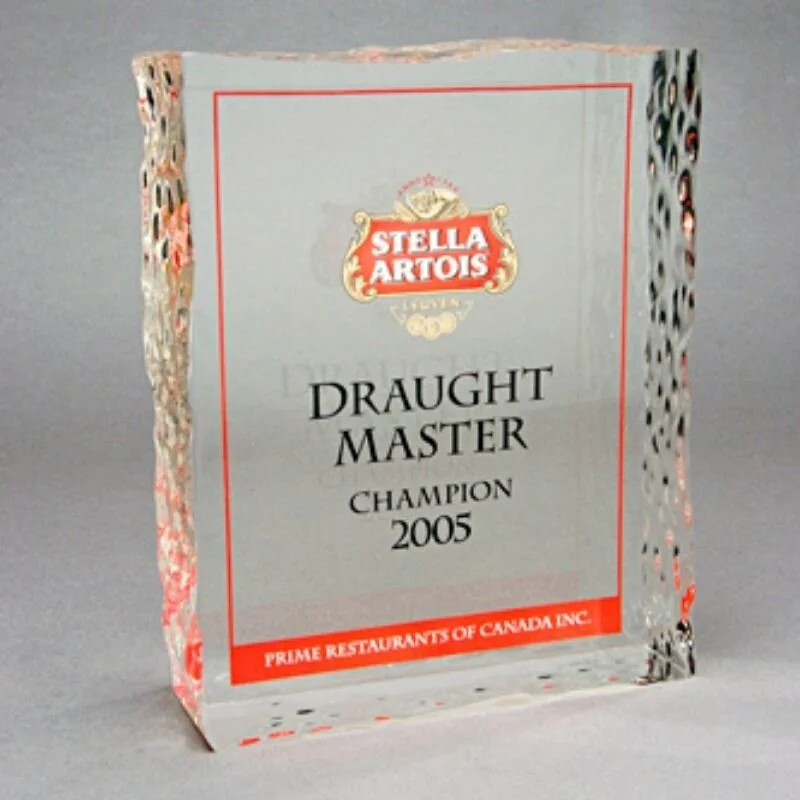 STELLA
ARTOIS
DRAUGHT
MASTER
CHAMPION
2005
PRIME RESTAURANTS OF CANADA INC.